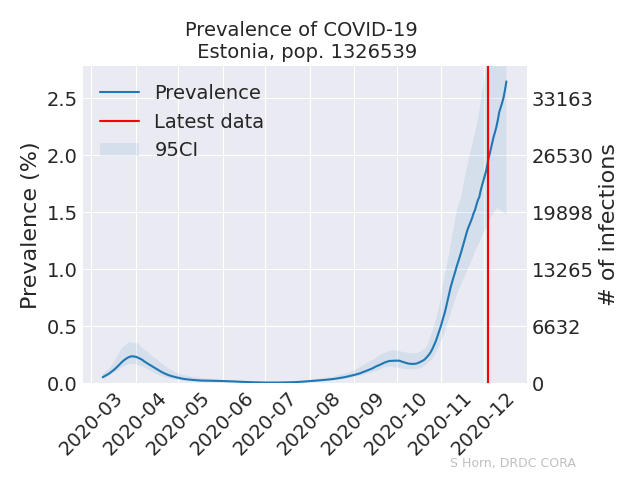 Prevalence of COVID-19
Estonia, pop. 1326539
Prevalence
Latest data
95CI
Prevalence (%)
2.5
2.0
1.5
1.0
0.5
0.0
33163
26530
19898
13265
6632
0
# of infections
2020-03
2020-04
2020-05
2020-06
2020-07
2020-08
2020-09
2020-10
2020-11
2020-12
S Horn, DRDC CORA